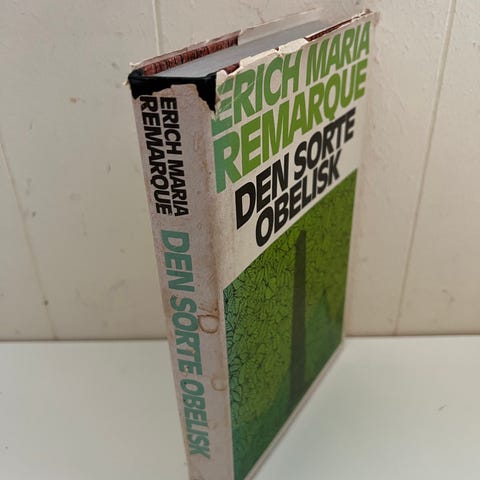 ERICH MARIA
REMARQUE
DEN SORTE OBELISK
ERICH MARIA
REMARQUE
DEN SORTE
OBELISK